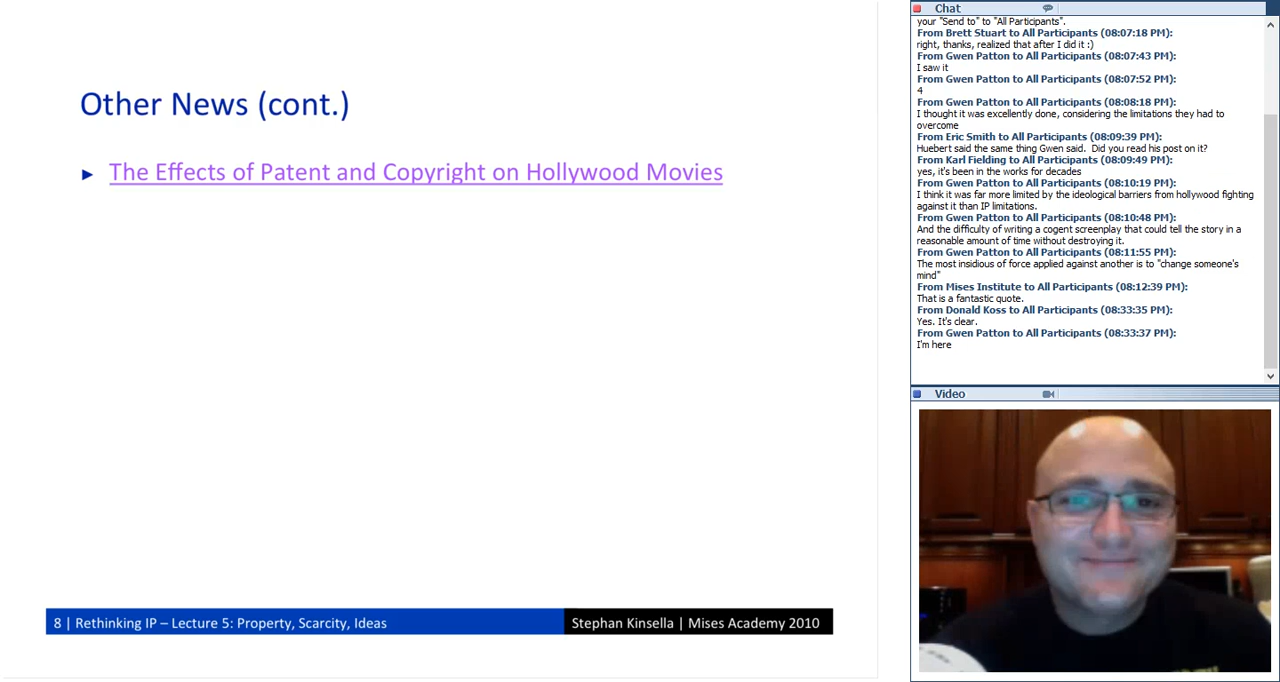 Other News (cont.)
► The Effects of Patent and Copyright on Hollywood Movies
8 | Rethinking IP – Lecture 5: Property, Scarcity, Ideas
Stephan Kinsella | Mises Academy 2010
Chat
your "Send to" to "All Participants".
From Brett Stuart to All Participants (08:07:18 PM):
right, thanks, realized that after I did it :)
From Gwen Patton to All Participants (08:07:43 PM):
I saw it
From Gwen Patton to All Participants (08:07:52 PM):
4
From Gwen Patton to All Participants (08:08:18 PM):
I thought it was excellently done, considering the limitations they had to
overcome
From Eric Smith to All Participants (08:09:39 PM):
Huebert said the same thing Gwen said.  Did you read his post on it?
From Karl Fielding to All Participants (08:09:49 PM):
yes, it's been in the works for decades
From Gwen Patton to All Participants (08:10:19 PM):
I think it was far more limited by the ideological barriers from hollywood fighting
against it than IP limitations.
From Gwen Patton to All Participants (08:10:48 PM):
And the difficulty of writing a cogent screenplay that could tell the story in a
reasonable amount of time without destroying it.
From Gwen Patton to All Participants (08:11:55 PM):
The most insidious of force applied against another is to "change someone's
mind"
From Mises Institute to All Participants (08:12:39 PM):
That is a fantastic quote.
From Donald Koss to All Participants (08:33:35 PM):
Yes. It's clear.
From Gwen Patton to All Participants (08:33:37 PM):
I'm here
Video